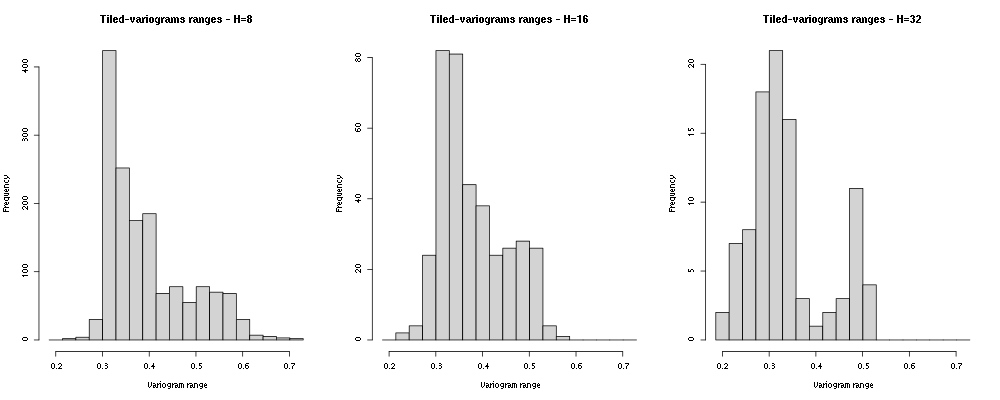 Tiled-variograms ranges - H=8
Frequency
0
100
200
300
400
0.2 0.3 0.4 0.5 0.6 0.7
Variogram range
Tiled-variograms ranges - H=16
Frequency
0
20
40
60
80
0.2 0.3 0.4 0.5 0.6 0.7
Variogram range
Tiled-variograms ranges - H=32
Frequency
0
5
10
15
20
0.2 0.3 0.4 0.5 0.6 0.7
Variogram range